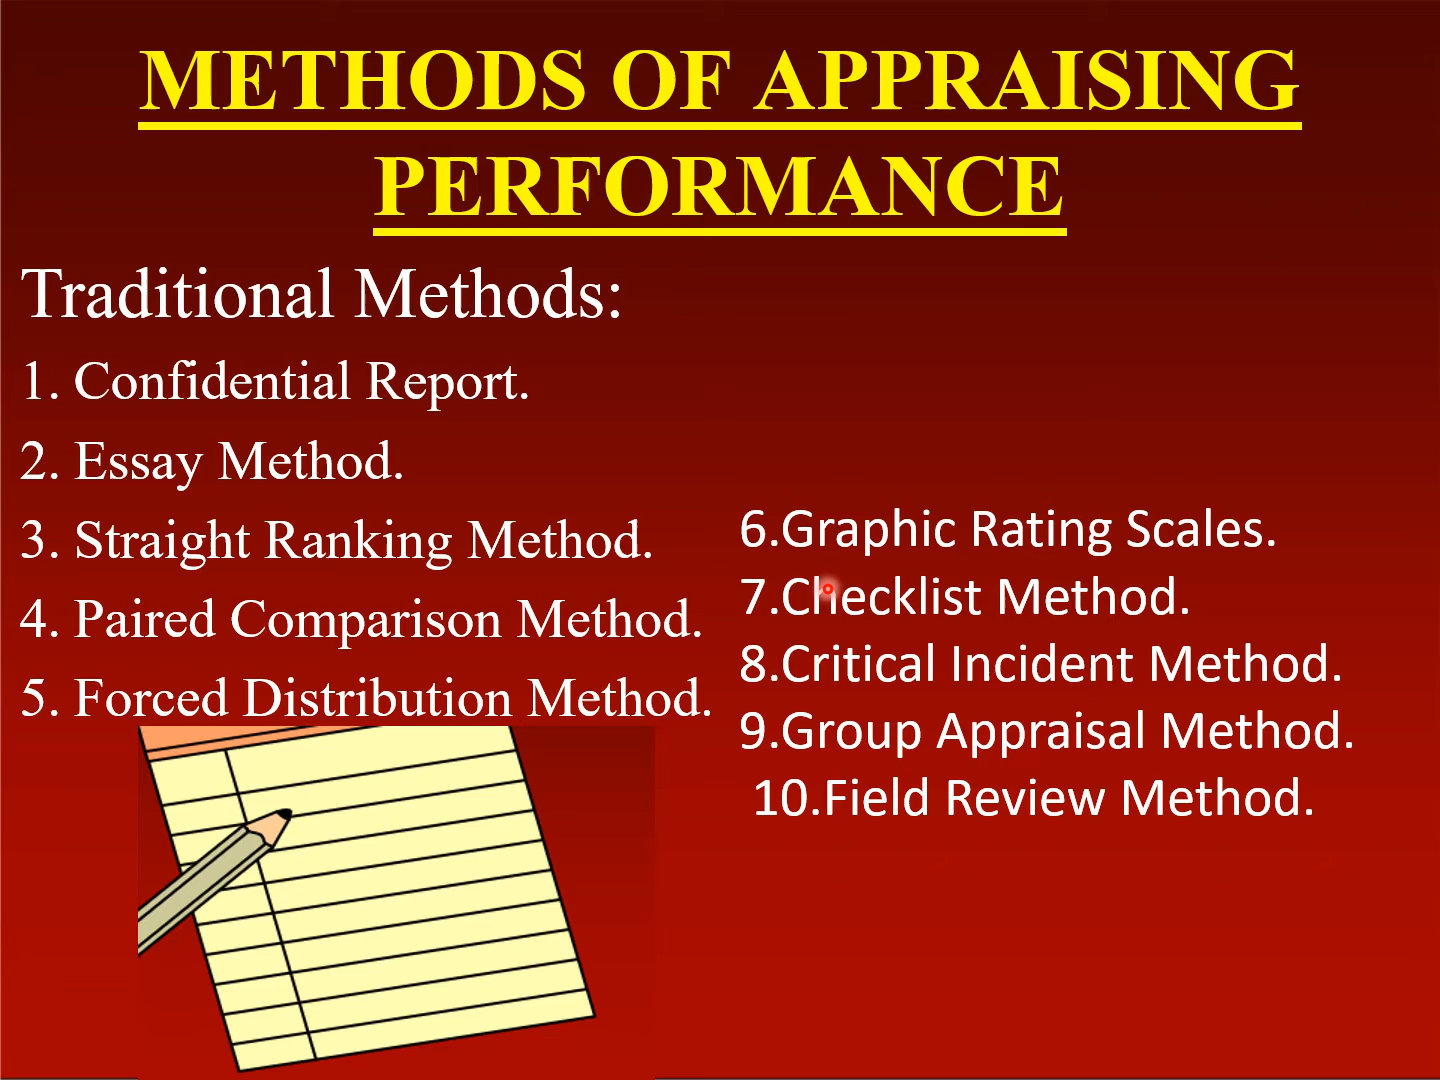 METHODS OF APPRAISING
PERFORMANCE
Traditional Methods:
1. Confidential Report.
2. Essay Method.
3. Straight Ranking Method.
4. Paired Comparison Method.
5. Forced Distribution Method.
6.Graphic Rating Scales.
7.Checklist Method.
8.Critical Incident Method.
9.Group Appraisal Method.
10.Field Review Method.